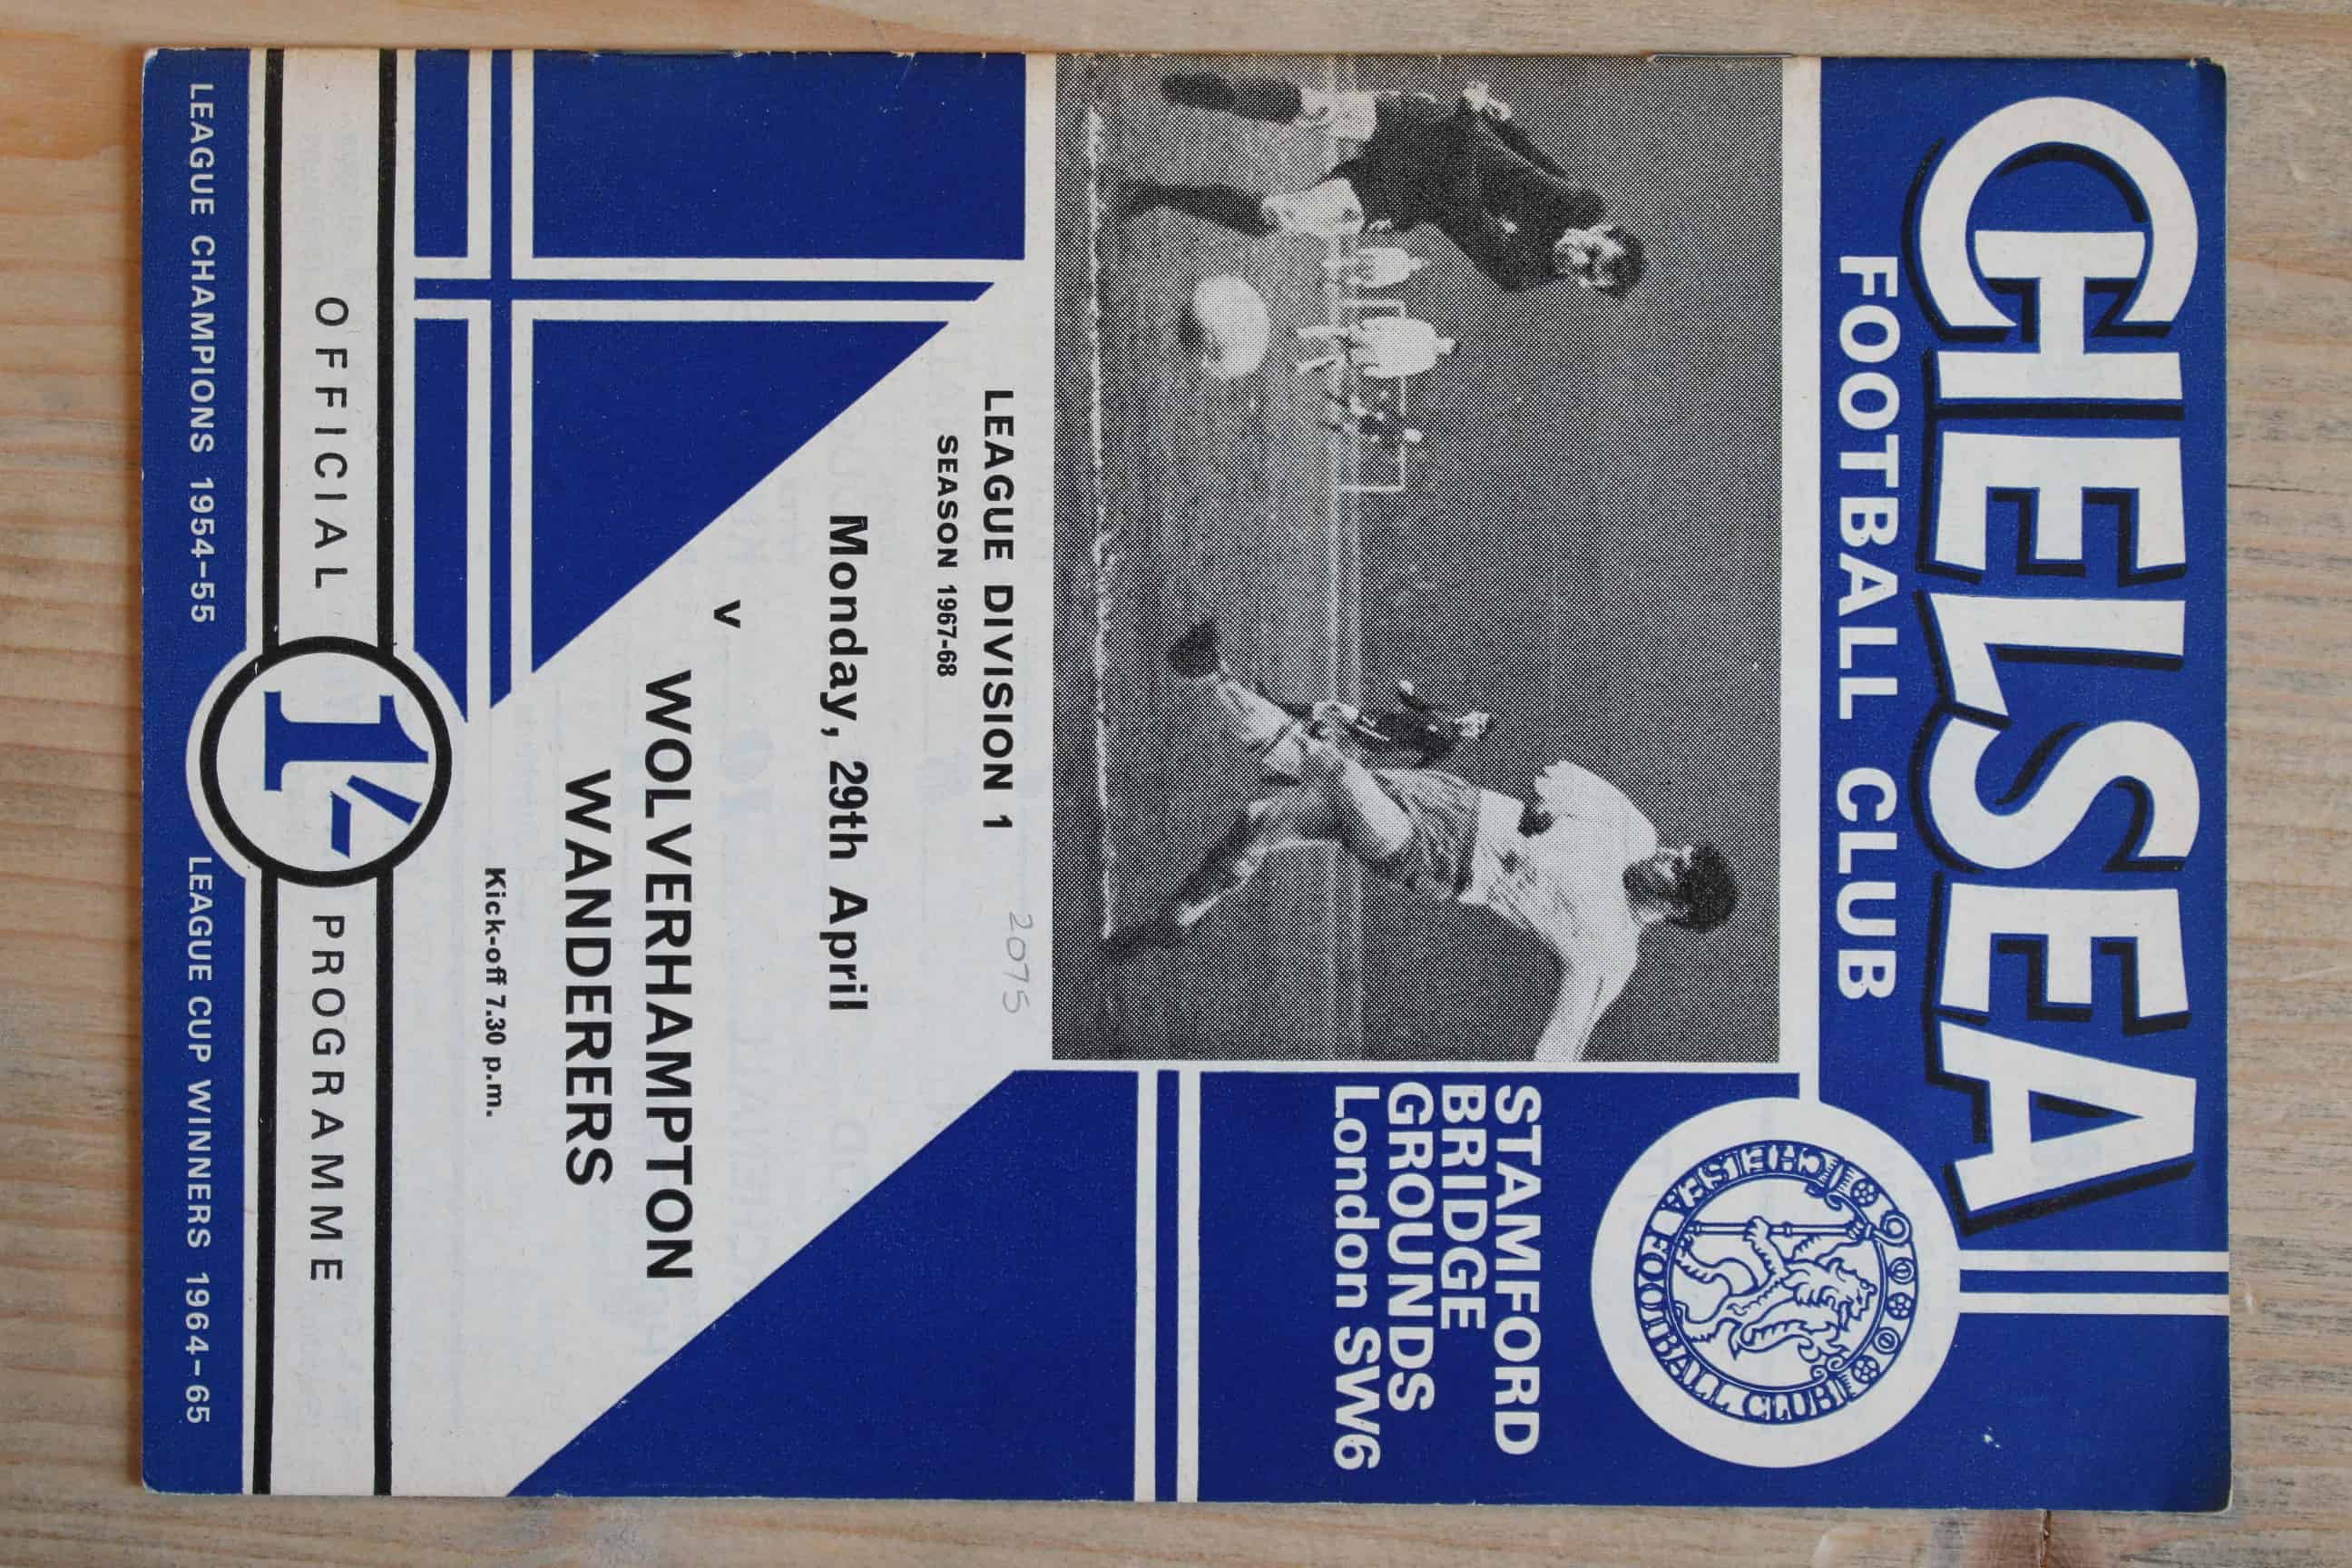 CHELSEA
FOOTBALL CLUB
CHELSEA FOOTBALL CLUB
STAMFORD
BRIDGE
GROUNDS
London SW6
2075
LEAGUE DIVISION 1
SEASON 1967-68
Monday, 29th April
v
WOLVERHAMPTON
WANDERERS
Kick-off 7.30 p.m.
OFFICIAL 1/- PROGRAMME
LEAGUE CHAMPIONS 1954-55 LEAGUE CUP WINNERS 1964-65